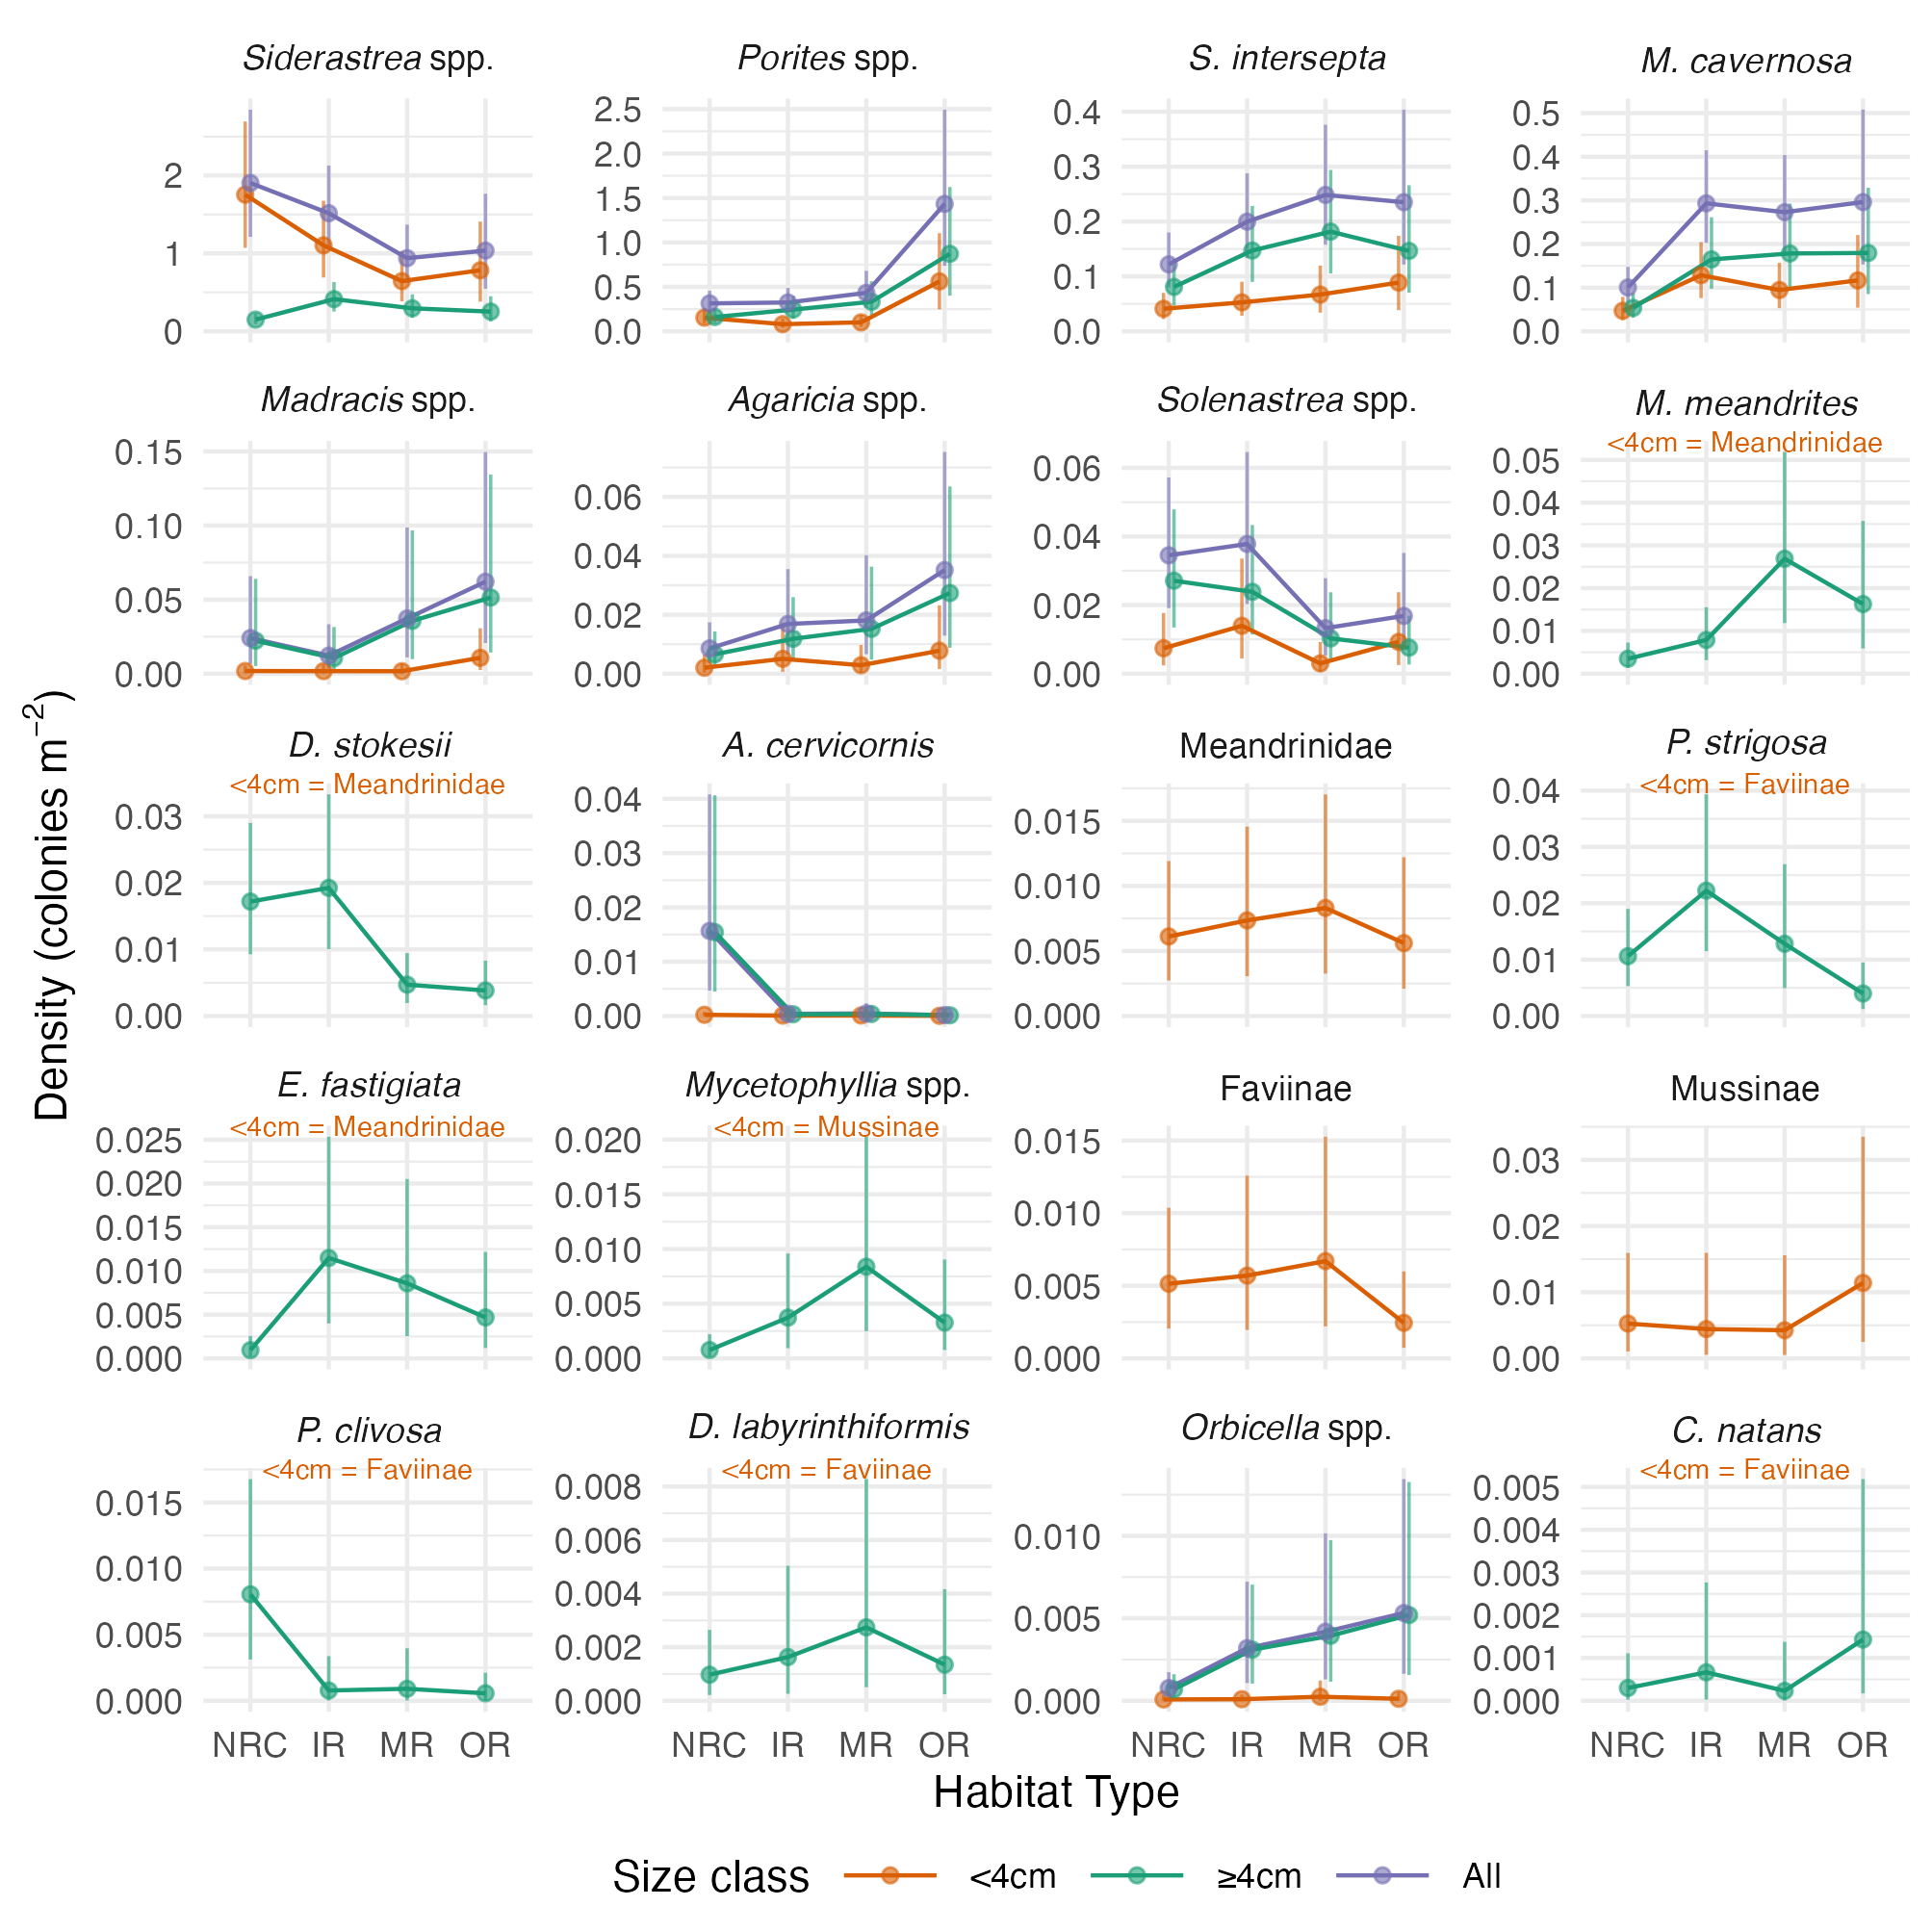 Siderastrea spp.
Porites spp.
S. intersepta
M. cavernosa
2
1
0
2.5
2.0
1.5
1.0
0.5
0.0
0.4
0.3
0.2
0.1
0.0
0.5
0.4
0.3
0.2
0.1
0.0
Madracis spp.
Agaricia spp.
Solenastrea spp.
M. meandrites
<4cm = Meandrinidae
0.15
0.10
0.05
0.00
0.06
0.04
0.02
0.00
0.06
0.04
0.02
0.00
0.05
0.04
0.03
0.02
0.01
0.00
Density (colonies m−2)
D. stokesii
<4cm = Meandrinidae
A. cervicornis
Meandrinidae
P. strigosa
<4cm = Faviinae
0.03
0.02
0.01
0.00
0.04
0.03
0.02
0.01
0.00
0.015
0.010
0.005
0.000
0.04
0.03
0.02
0.01
0.00
E. fastigiata
<4cm = Meandrinidae
Mycetophyllia spp.
<4cm = Mussinae
Faviinae
Mussinae
0.025
0.020
0.015
0.010
0.005
0.000
0.020
0.015
0.010
0.005
0.000
0.015
0.010
0.005
0.000
0.03
0.02
0.01
0.00
P. clivosa
<4cm = Faviinae
D. labyrinthiformis
<4cm = Faviinae
Orbicella spp.
C. natans
<4cm = Faviinae
0.015
0.010
0.005
0.000
0.008
0.006
0.004
0.002
0.000
0.010
0.005
0.000
0.005
0.004
0.003
0.002
0.001
0.000
NRC IR MR OR
NRC IR MR OR
NRC IR MR OR
NRC IR MR OR
Habitat Type
Size class <4cm ≥4cm All